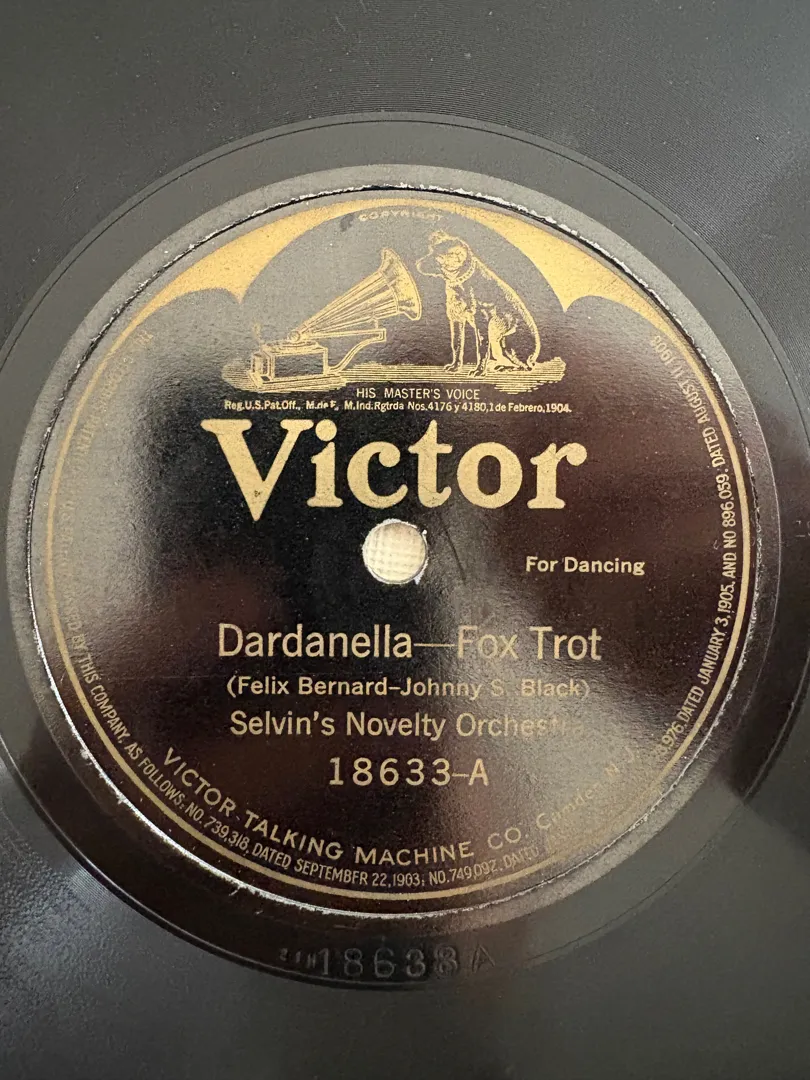 COPYRIGHT
HIS MASTER'S VOICE
Reg.U.S.Pat.Off., M.de F, M.Ind.Rgtrda Nos.4176 y 4180,1 de Febrero,1904.
Victor
For Dancing
Dardanella—Fox Trot
(Felix Bernard–Johnny S. Black)
Selvin's Novelty Orchestra
18633–A
VICTOR TALKING MACHINE CO. Camden, N. J.
BY THIS COMPANY, AS FOLLOWS: NO.739,318, DATED SEPTEMBER 22,1903; NO.749,092, DATED JANUARY 3,1905, AND NO 896,059, DATED AUGUST 11, 1908
18633 A